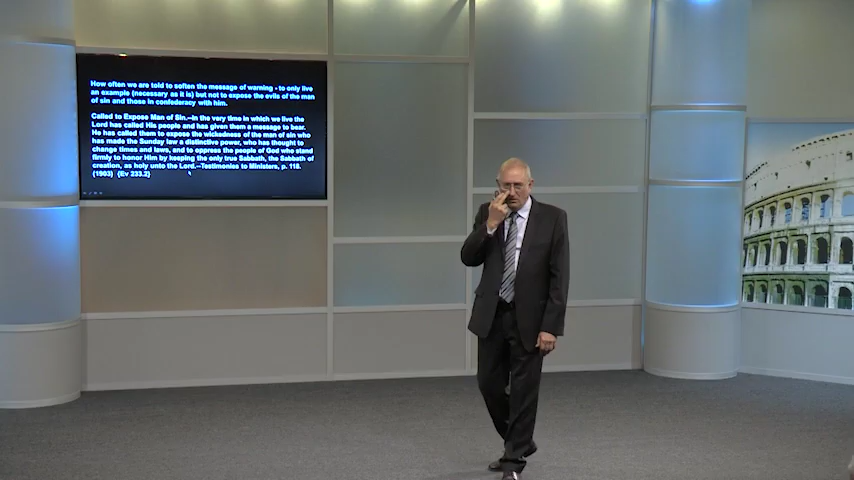 How often we are told to soften the message of warning - to only live
an example (necessary as it is) but not to expose the evils of the man
of sin and those in confederacy with him.
Called to Expose Man of Sin.--In the very time in which we live the
Lord has called His people and has given them a message to bear.
He has called them to expose the wickedness of the man of sin who
has made the Sunday law a distinctive power, who has thought to
change times and laws, and to oppress the people of God who stand
firmly to honor Him by keeping the only true Sabbath, the Sabbath of
creation, as holy unto the Lord.--Testimonies to Ministers, p. 118.
(1903) {Ev 233.2}